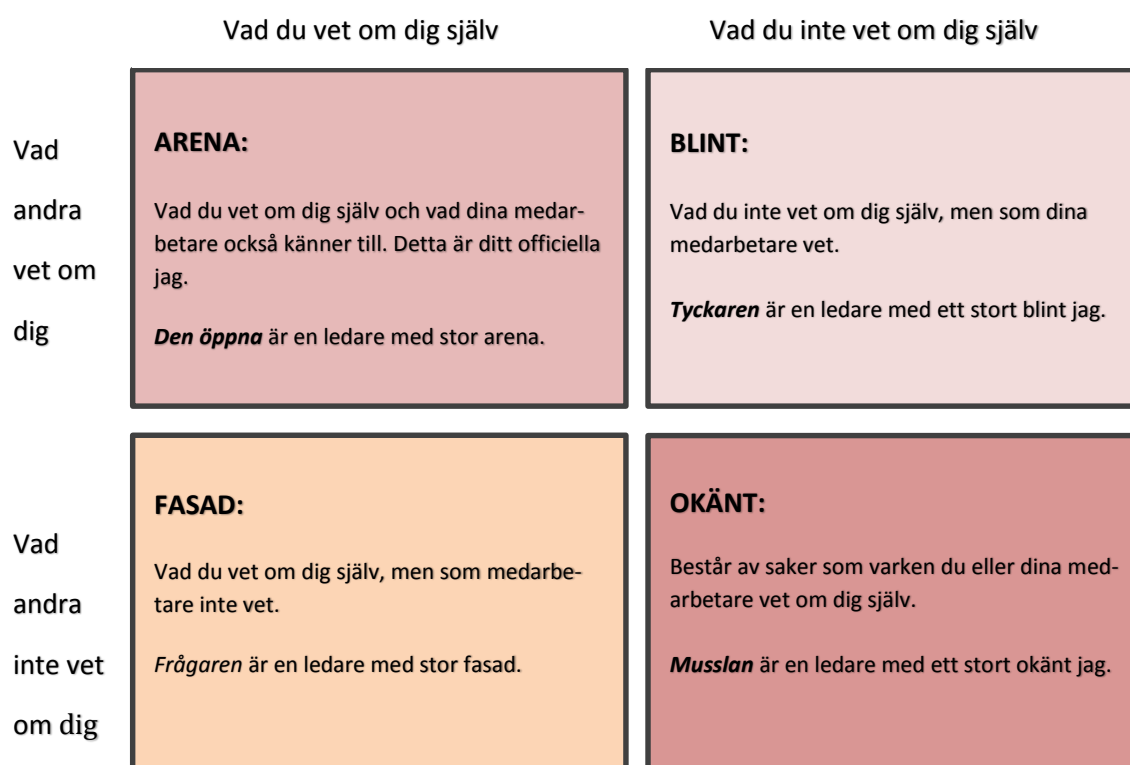 Vad du vet om dig själv
Vad du inte vet om dig själv
Vad
andra
vet om
dig
ARENA:
Vad du vet om dig själv och vad dina medar-
betare också känner till. Detta är ditt officiella
jag.
Den öppna är en ledare med stor arena.
BLINT:
Vad du inte vet om dig själv, men som dina
medarbetare vet.
Tyckaren är en ledare med ett stort blint jag.
Vad
andra
inte vet
om dig
FASAD:
Vad du vet om dig själv, men som medarbe-
tare inte vet.
Frågaren är en ledare med stor fasad.
OKÄNT:
Består av saker som varken du eller dina med-
arbetare vet om dig själv.
Musslan är en ledare med ett stort okänt jag.